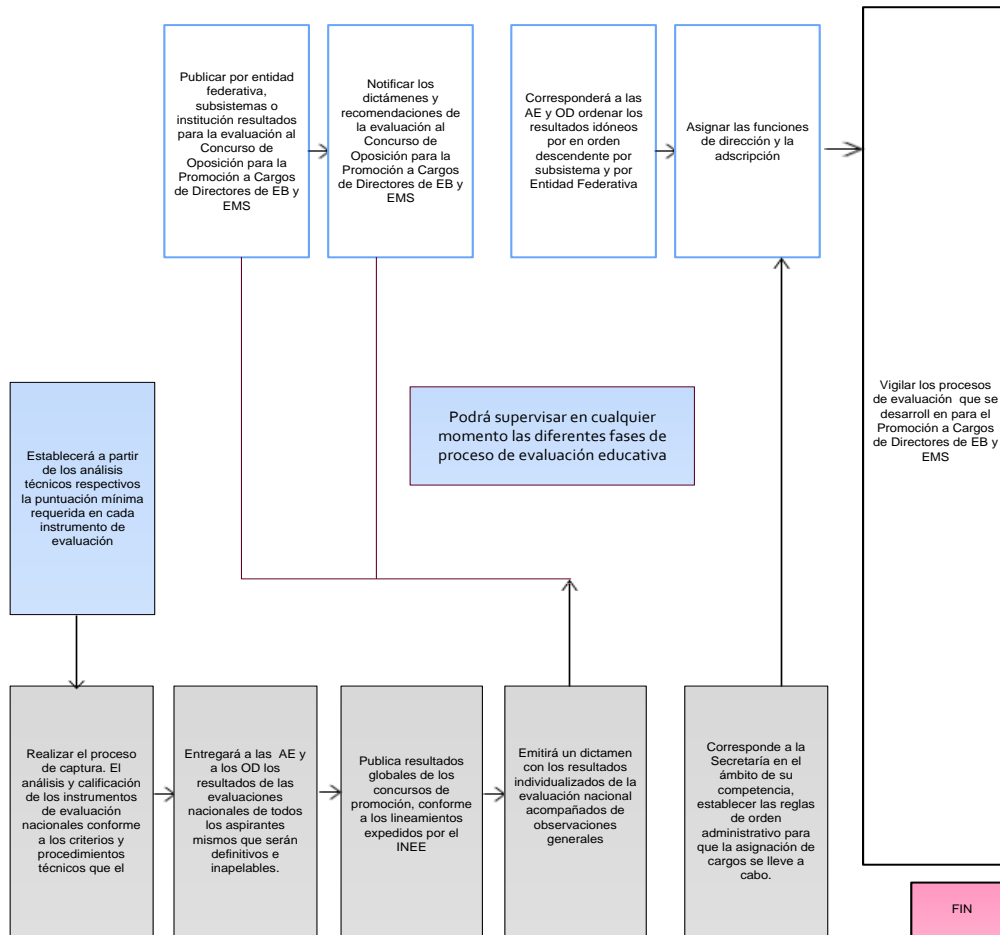 Publicar por entidad
federativa,
subsistemas o
institución resultados
para la evaluación al
Concurso de
Oposición para la
Promoción a Cargos
de Directores de EB y
EMS
Notificar los
dictámenes y
recomendaciones de
la evaluación al
Concurso de
Oposición para la
Promoción a Cargos
de Directores de EB y
EMS
Corresponderá a las
AE y OD ordenar los
resultados idóneos
por en orden
descendente por
subsistema y por
Entidad Federativa
Asignar las funciones
de dirección y la
adscripción
Vigilar los procesos
de evaluación que se
desarroll en para el
Promoción a Cargos
de Directores de EB y
EMS
Establecerá a partir
de los análisis
técnicos respectivos
la puntuación mínima
requerida en cada
instrumento de
evaluación
Podrá supervisar en cualquier
momento las diferentes fases de
proceso de evaluación educativa
Realizar el proceso
de captura. El
análisis y calificación
de los instrumentos
de evaluación
nacionales conforme
a los criterios y
procedimientos
técnicos que el
Entregará a las AE y
a los OD los
resultados de las
evaluaciones
nacionales de todos
los aspirantes
mismos que serán
definitivos e
inapelables.
Publica resultados
globales de los
concursos de
promoción, conforme
a los lineamientos
expedidos por el
INEE
Emitirá un dictamen
con los resultados
individualizados de la
evaluación nacional
acompañados de
observaciones
generales
Corresponde a la
Secretaría en el
ámbito de su
competencia,
establecer las reglas
de orden
administrativo para
que la asignación de
cargos se lleve a
cabo.
FIN